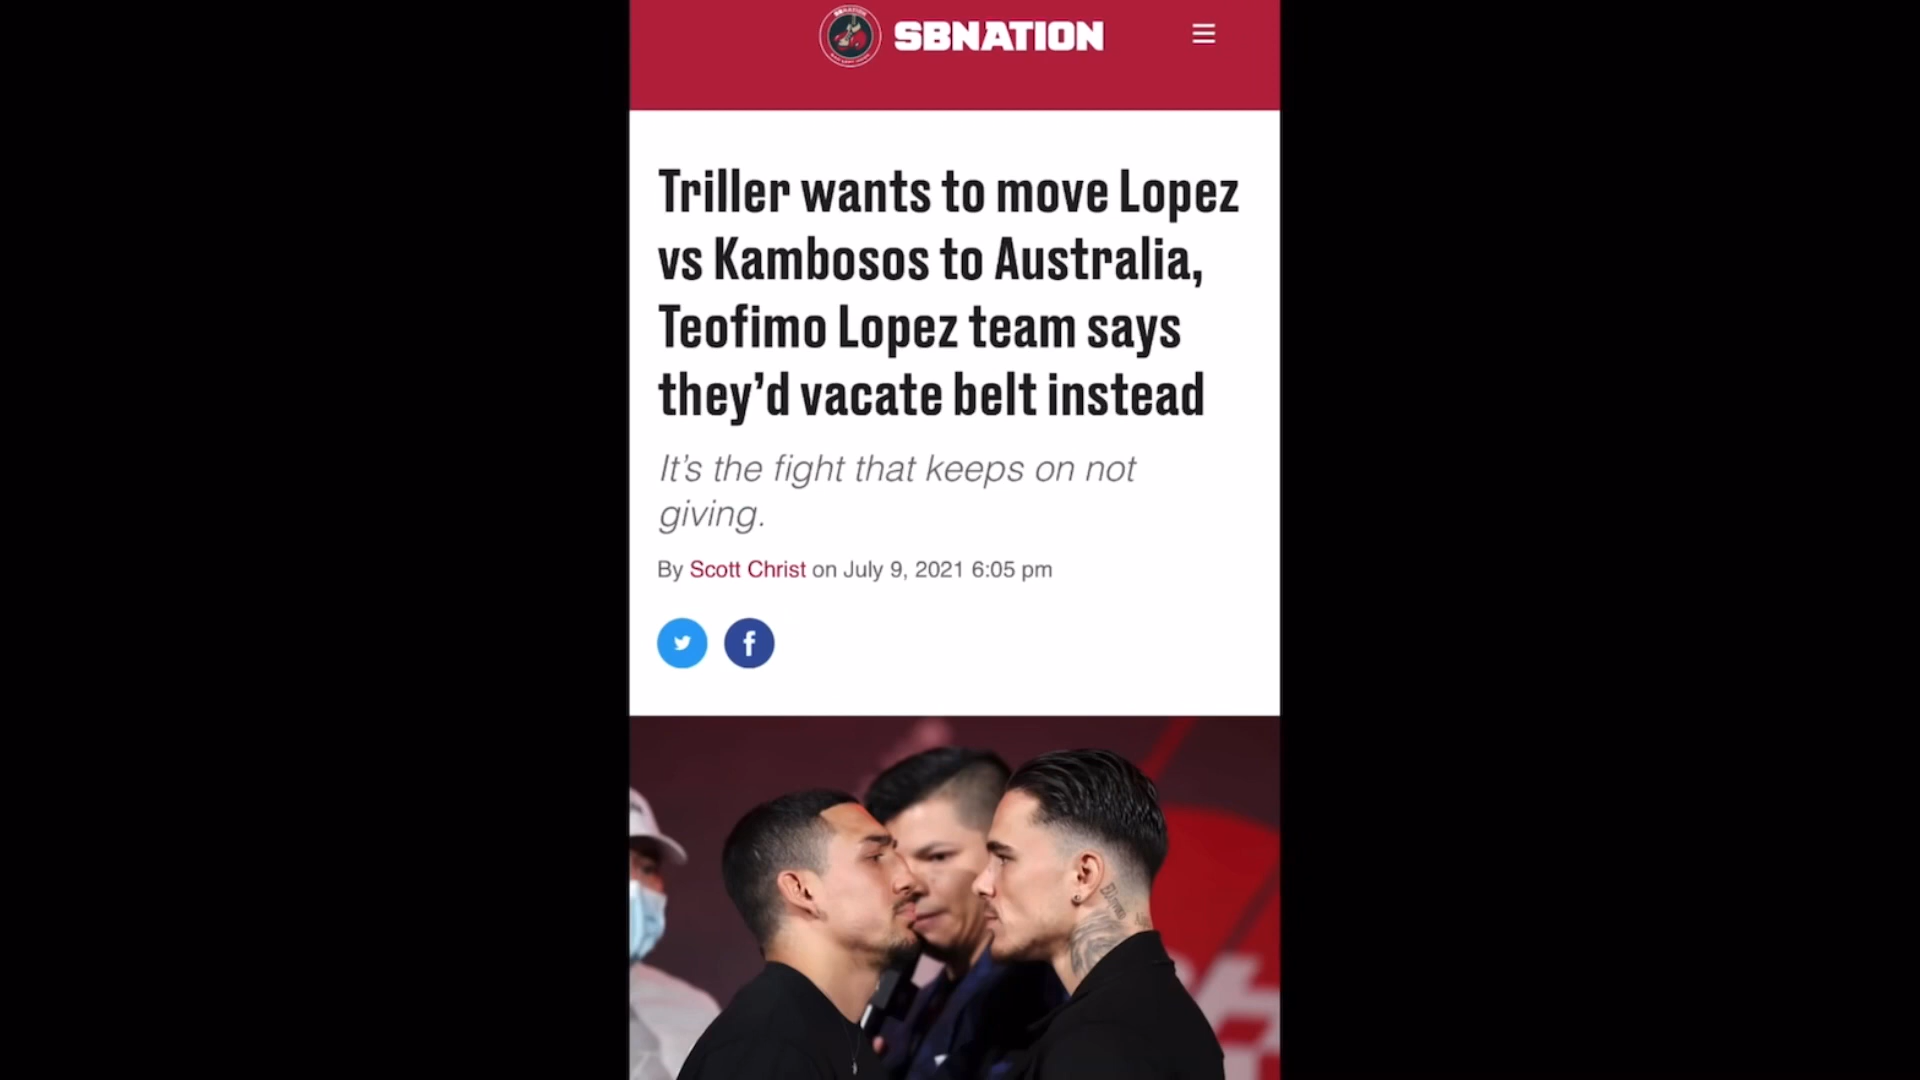 SBNATION
Triller wants to move Lopez
vs Kambosos to Australia,
Teofimo Lopez team says
they’d vacate belt instead
It’s the fight that keeps on not
giving.
By Scott Christ on July 9, 2021 6:05 pm